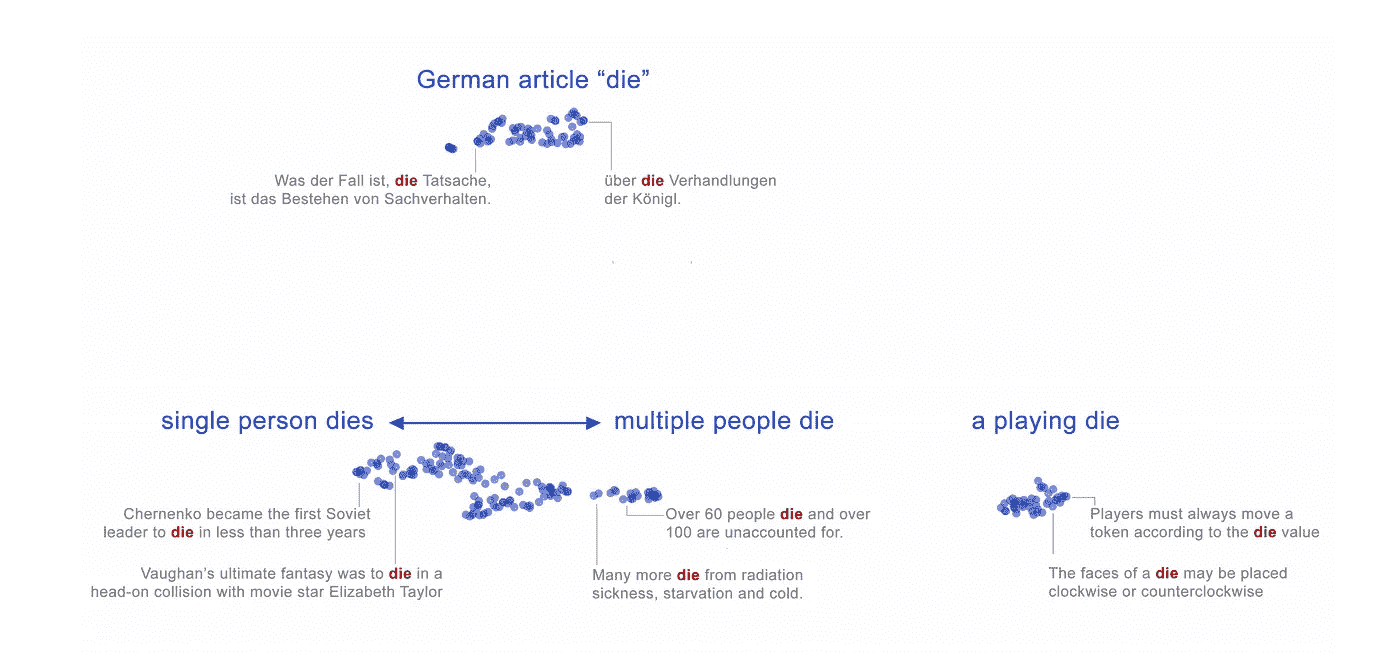 German article “die”
Was der Fall ist, die Tatsache,
ist das Bestehen von Sachverhalten.
über die Verhandlungen
der Königl.
single person dies
multiple people die
a playing die
Chernenko became the first Soviet
leader to die in less than three years
Vaughan’s ultimate fantasy was to die in a
head-on collision with movie star Elizabeth Taylor
Over 60 people die and over
100 are unaccounted for.
Many more die from radiation
sickness, starvation and cold.
Players must always move a
token according to the die value
The faces of a die may be placed
clockwise or counterclockwise